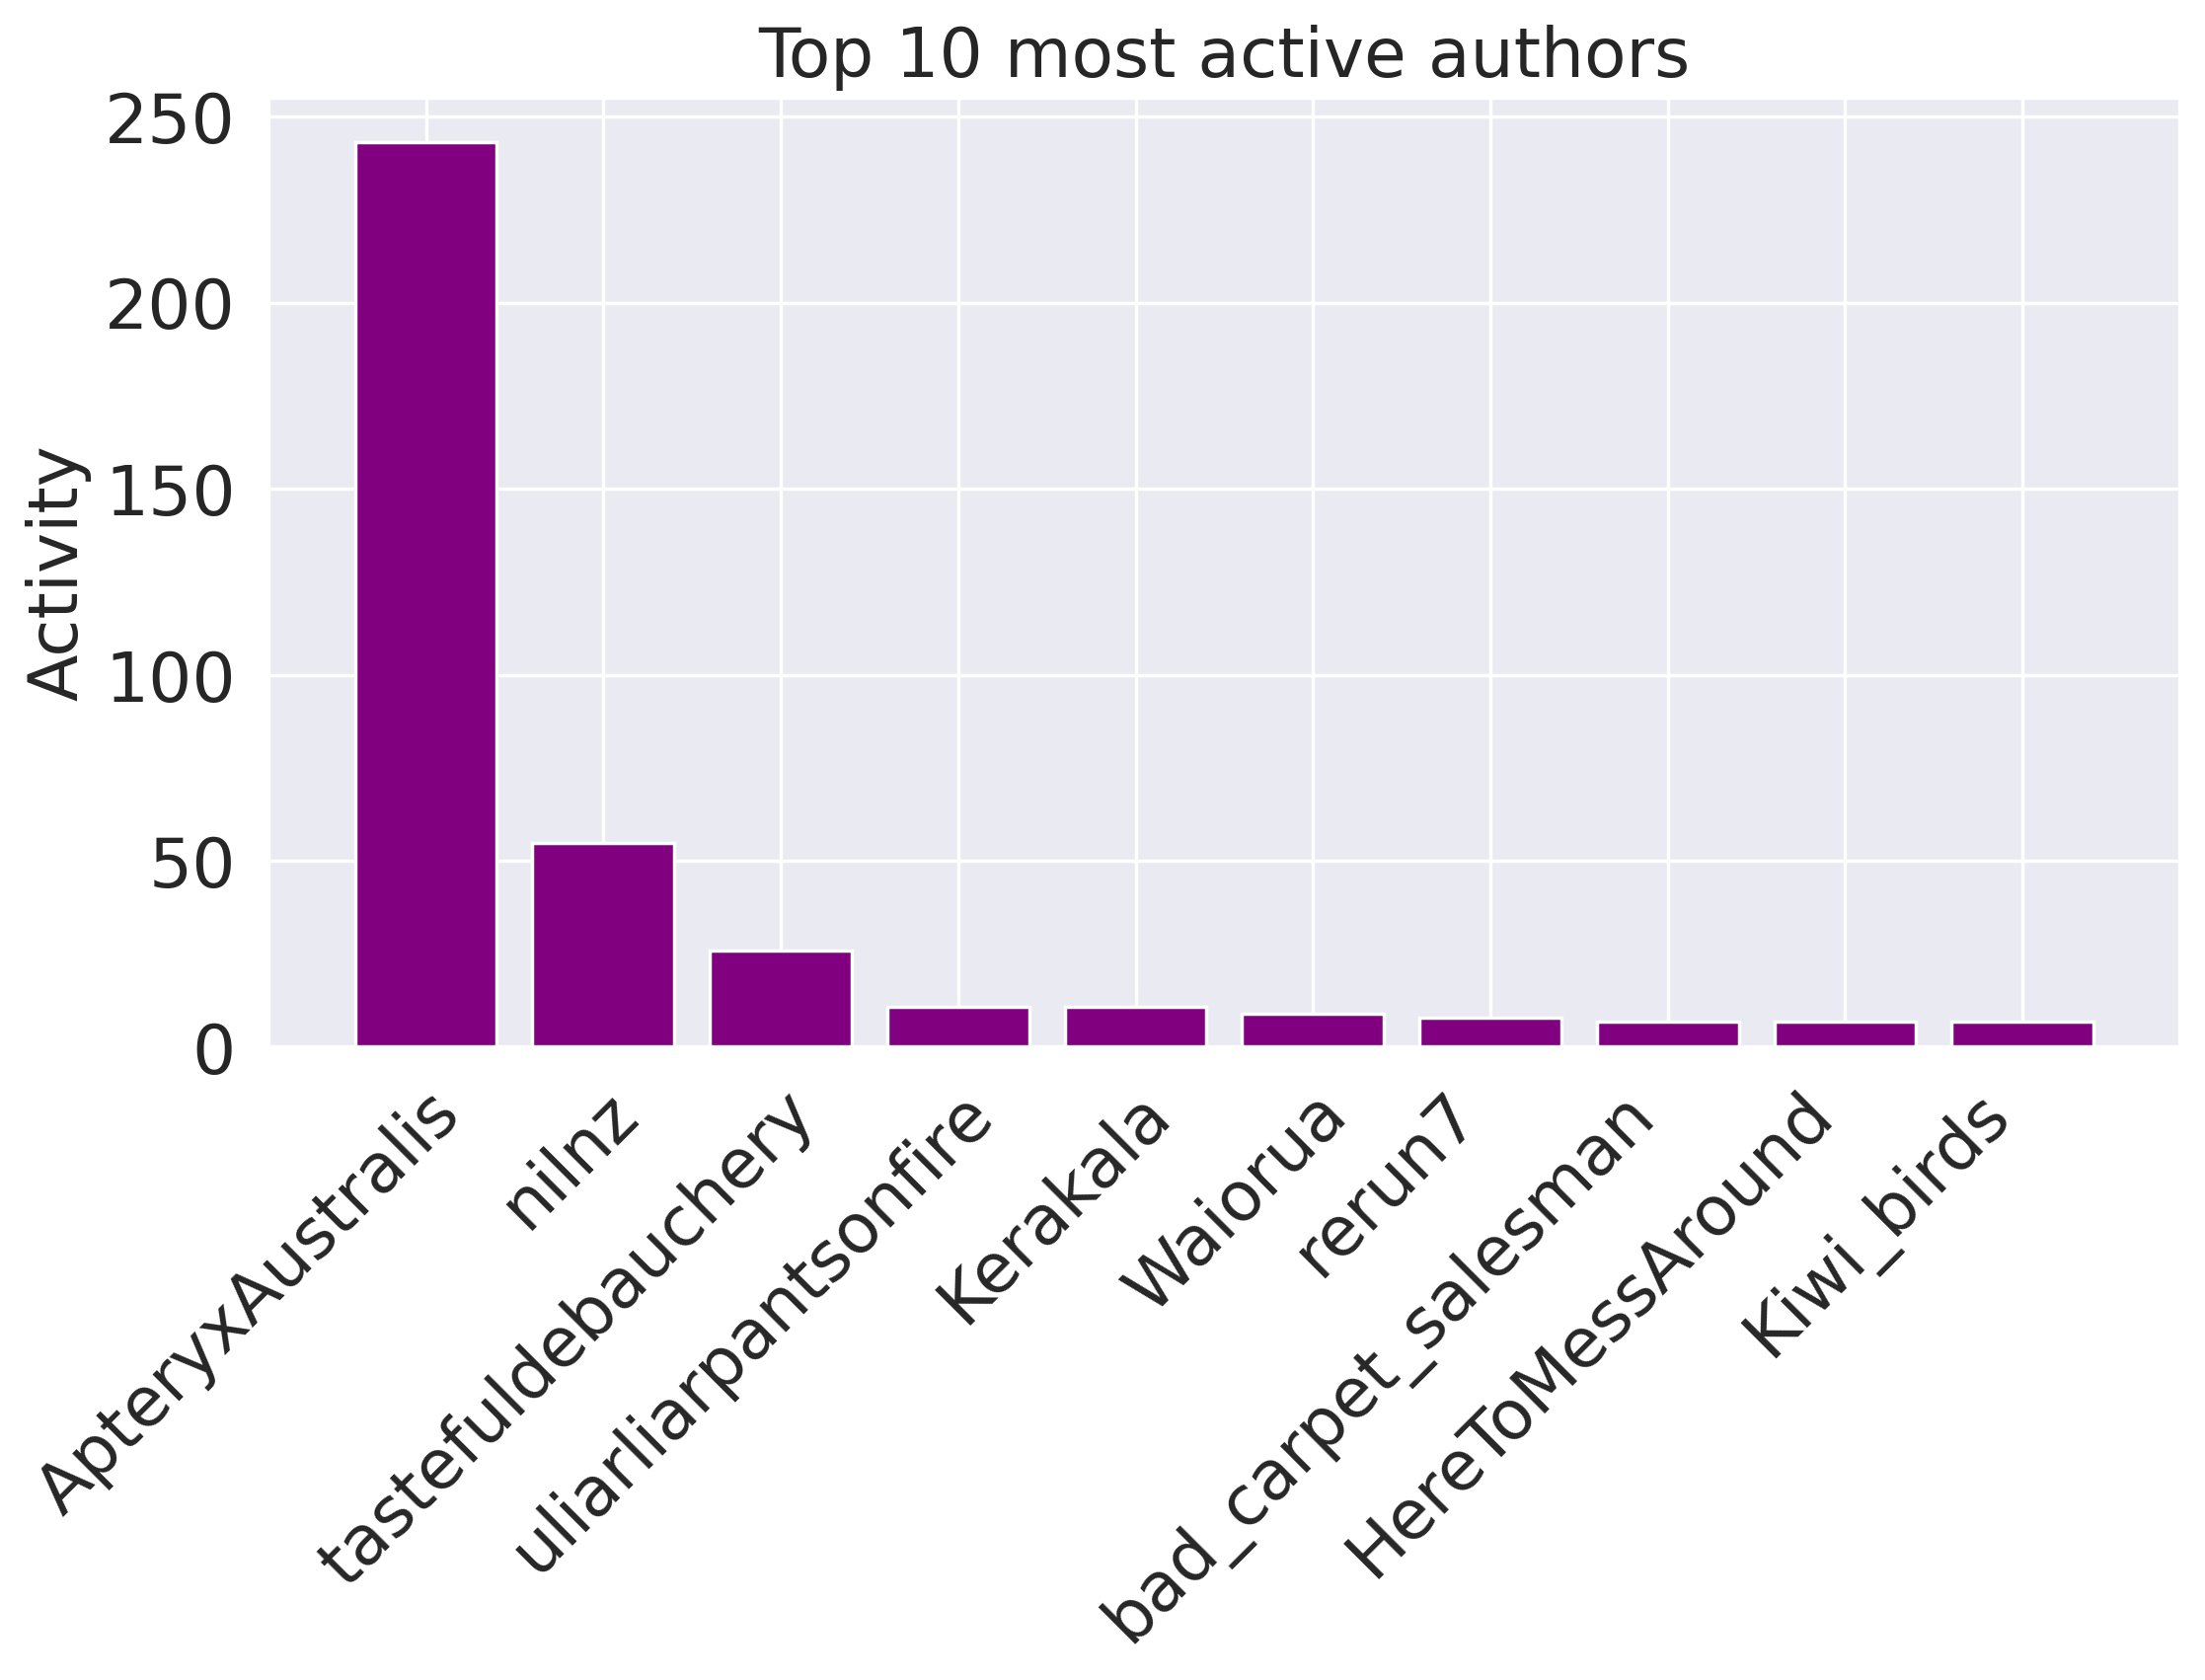 Top 10 most active authors
Activity
250
200
150
100
50
0
ApteryxAustralis
nilnz
tastefuldebauchery
uliarliarpantsonfire
Kerakala
Waiorua
rerun7
bad_carpet_salesman
HereToMessAround
Kiwi_birds